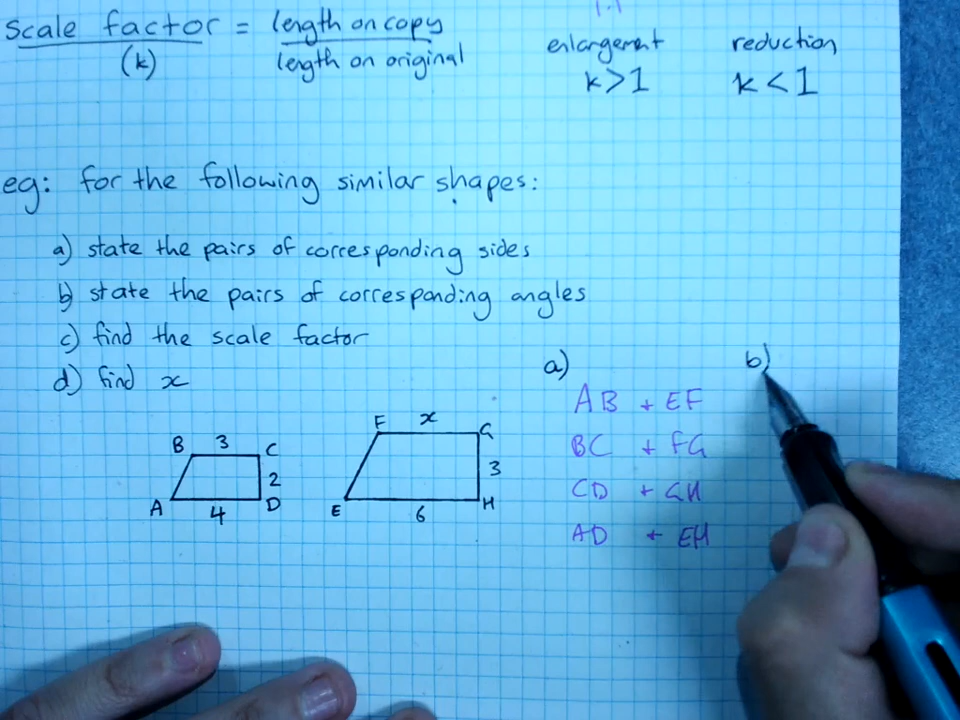 scale factor = length on copy
(k) length on original
enlargement reduction
k > 1 k < 1
eg: for the following similar shapes:
a) state the pairs of corresponding sides
b) state the pairs of corresponding angles
c) find the scale factor
d) find x
a) b)
AB + EF
BC + FG
CD + GH
AD + EH
B 3 C
2
A 4 D
F x G
3
E 6 H